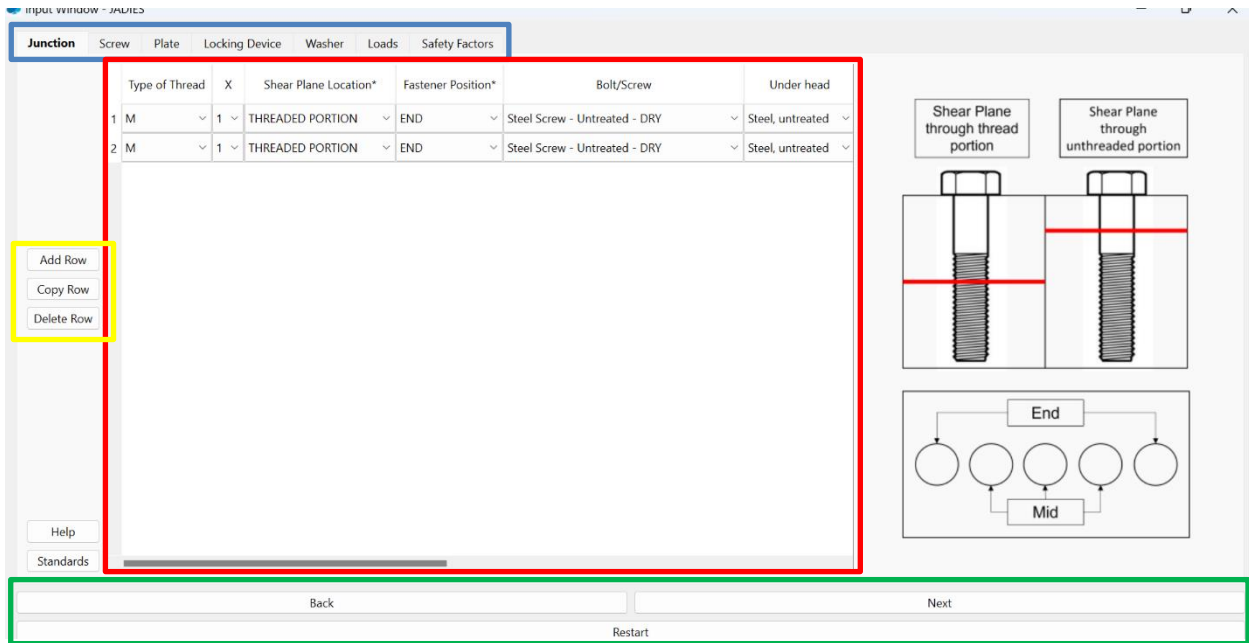 Input Window - JADIES
Junction Screw Plate Locking Device Washer Loads Safety Factors
Type of Thread X Shear Plane Location* Fastener Position* Bolt/Screw Under head
1 M 1 THREADED PORTION END Steel Screw - Untreated - DRY Steel, untreated
2 M 1 THREADED PORTION END Steel Screw - Untreated - DRY Steel, untreated
Add Row
Copy Row
Delete Row
Help
Standards
Shear Plane
through thread
portion
Shear Plane
through
unthreaded portion
End
Mid
Back Next
Restart